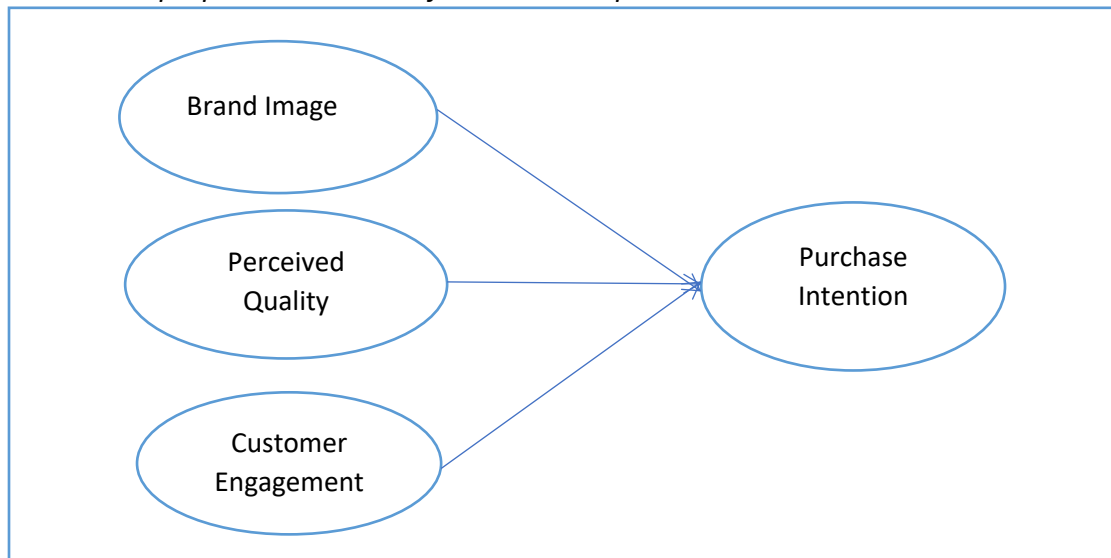 Brand Image
Perceived
Quality
Customer
Engagement
Purchase
Intention